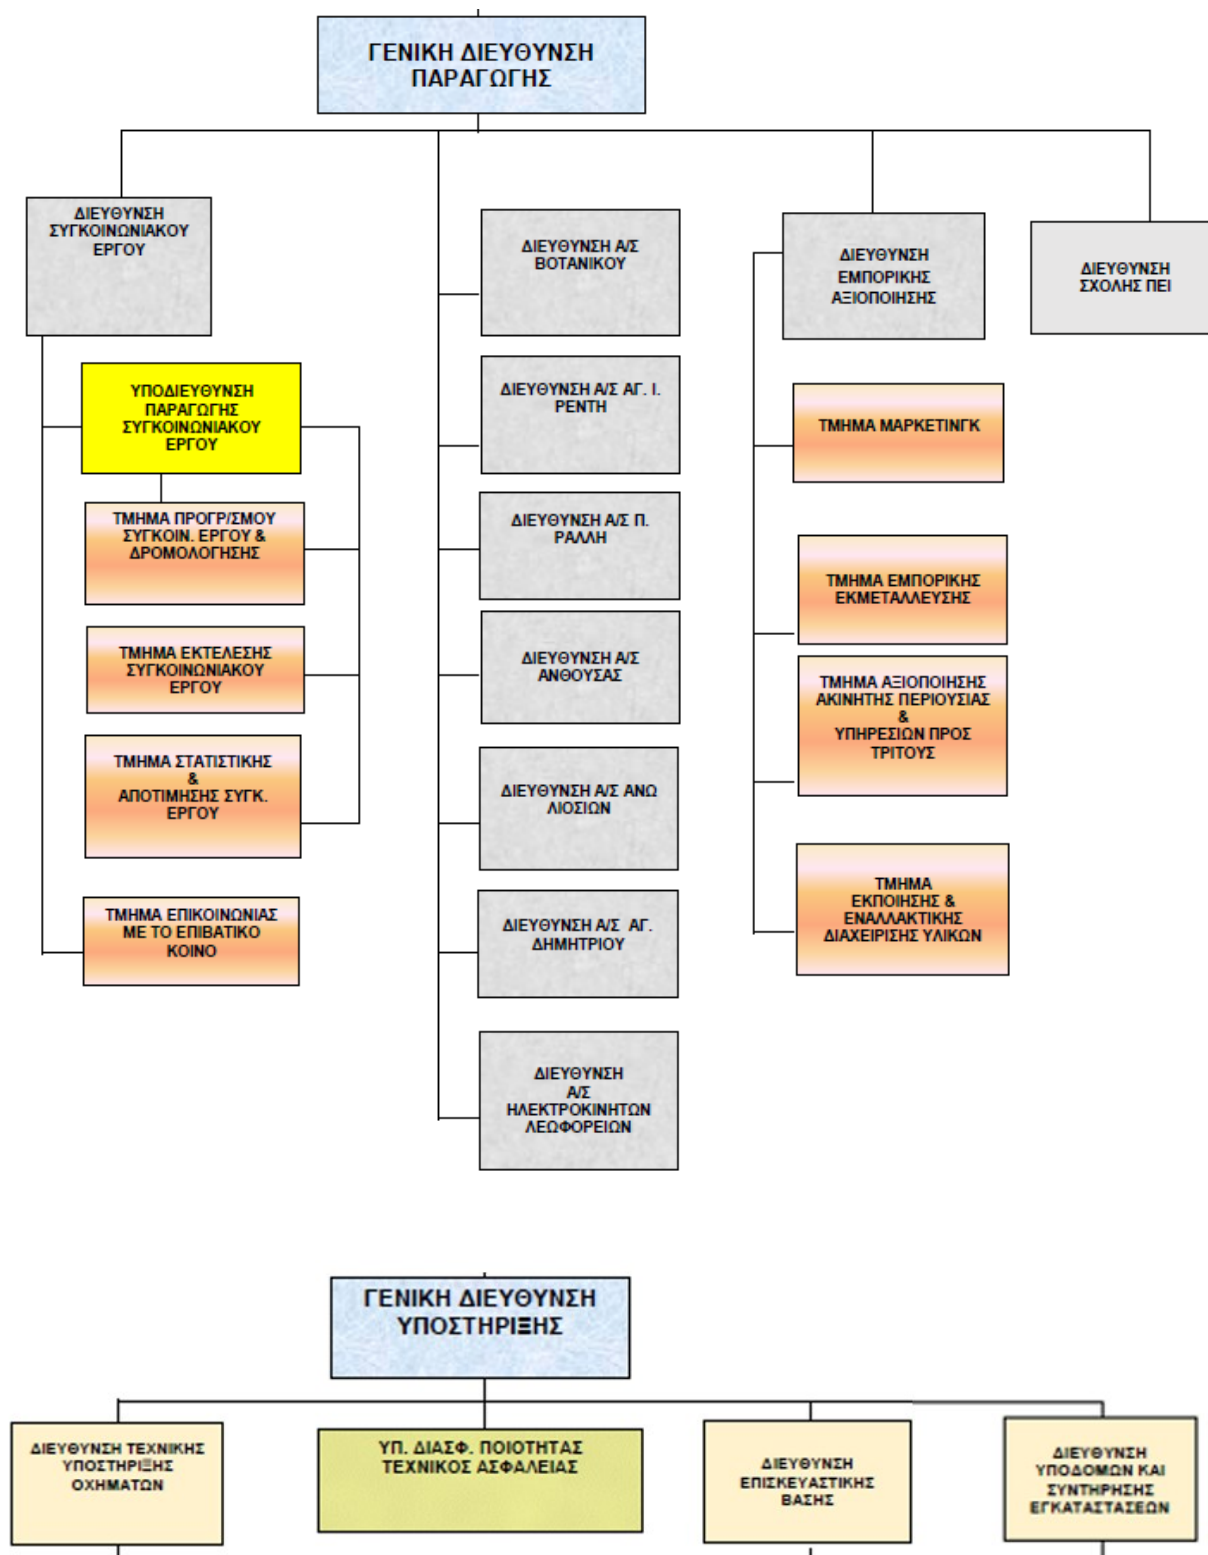 ΓΕΝΙΚΗ ΔΙΕΥΘΥΝΣΗ
ΠΑΡΑΓΩΓΗΣ
ΔΙΕΥΘΥΝΣΗ
ΣΥΓΚΟΙΝΩΝΙΑΚΟΥ
ΕΡΓΟΥ
ΥΠΟΔΙΕΥΘΥΝΣΗ
ΠΑΡΑΓΩΓΗΣ
ΣΥΓΚΟΙΝΩΝΙΑΚΟΥ
ΕΡΓΟΥ
ΤΜΗΜΑ ΠΡΟΓΡ/ΣΜΟΥ
ΣΥΓΚΟΙΝ. ΕΡΓΟΥ &
ΔΡΟΜΟΛΟΓΗΣΗΣ
ΤΜΗΜΑ ΕΚΤΕΛΕΣΗΣ
ΣΥΓΚΟΙΝΩΝΙΑΚΟΥ
ΕΡΓΟΥ
ΤΜΗΜΑ ΣΤΑΤΙΣΤΙΚΗΣ
&
ΑΠΟΤΙΜΗΣΗΣ ΣΥΓΚ.
ΕΡΓΟΥ
ΤΜΗΜΑ ΕΠΙΚΟΙΝΩΝΙΑΣ
ΜΕ ΤΟ ΕΠΙΒΑΤΙΚΟ
ΚΟΙΝΟ
ΔΙΕΥΘΥΝΣΗ Α/Σ
ΒΟΤΑΝΙΚΟΥ
ΔΙΕΥΘΥΝΣΗ Α/Σ ΑΓ. Ι.
ΡΕΝΤΗ
ΔΙΕΥΘΥΝΣΗ Α/Σ Π.
ΡΑΛΛΗ
ΔΙΕΥΘΥΝΣΗ Α/Σ
ΑΝΘΟΥΣΑΣ
ΔΙΕΥΘΥΝΣΗ Α/Σ ΑΝΩ
ΛΙΟΣΙΩΝ
ΔΙΕΥΘΥΝΣΗ Α/Σ ΑΓ.
ΔΗΜΗΤΡΙΟΥ
ΔΙΕΥΘΥΝΣΗ
Α/Σ
ΗΛΕΚΤΡΟΚΙΝΗΤΩΝ
ΛΕΩΦΟΡΕΙΩΝ
ΔΙΕΥΘΥΝΣΗ
ΕΜΠΟΡΙΚΗΣ
ΑΞΙΟΠΟΙΗΣΗΣ
ΤΜΗΜΑ ΜΑΡΚΕΤΙΝΓΚ
ΤΜΗΜΑ ΕΜΠΟΡΙΚΗΣ
ΕΚΜΕΤΑΛΛΕΥΣΗΣ
ΤΜΗΜΑ ΑΞΙΟΠΟΙΗΣΗΣ
ΑΚΙΝΗΤΗΣ ΠΕΡΙΟΥΣΙΑΣ
&
ΥΠΗΡΕΣΙΩΝ ΠΡΟΣ
ΤΡΙΤΟΥΣ
ΤΜΗΜΑ
ΕΚΠΟΙΗΣΗΣ &
ΕΝΑΛΛΑΚΤΙΚΗΣ
ΔΙΑΧΕΙΡΙΣΗΣ ΥΛΙΚΩΝ
ΔΙΕΥΘΥΝΣΗ
ΣΧΟΛΗΣ ΠΕΙ
ΓΕΝΙΚΗ ΔΙΕΥΘΥΝΣΗ
ΥΠΟΣΤΗΡΙΞΗΣ
ΔΙΕΥΘΥΝΣΗ ΤΕΧΝΙΚΗΣ
ΥΠΟΣΤΗΡΙΞΗΣ
ΟΧΗΜΑΤΩΝ
ΥΠ. ΔΙΑΣΦ. ΠΟΙΟΤΗΤΑΣ
ΤΕΧΝΙΚΟΣ ΑΣΦΑΛΕΙΑΣ
ΔΙΕΥΘΥΝΣΗ
ΕΠΙΣΚΕΥΑΣΤΙΚΗΣ
ΒΑΣΗΣ
ΔΙΕΥΘΥΝΣΗ
ΥΠΟΔΟΜΩΝ ΚΑΙ
ΣΥΝΤΗΡΗΣΗΣ
ΕΓΚΑΤΑΣΤΑΣΕΩΝ